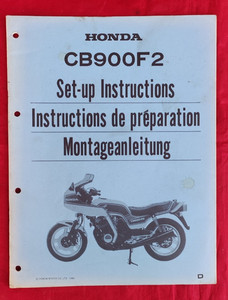 HONDA
CB900F2
Set-up Instructions
Instructions de préparation
Montageanleitung
D